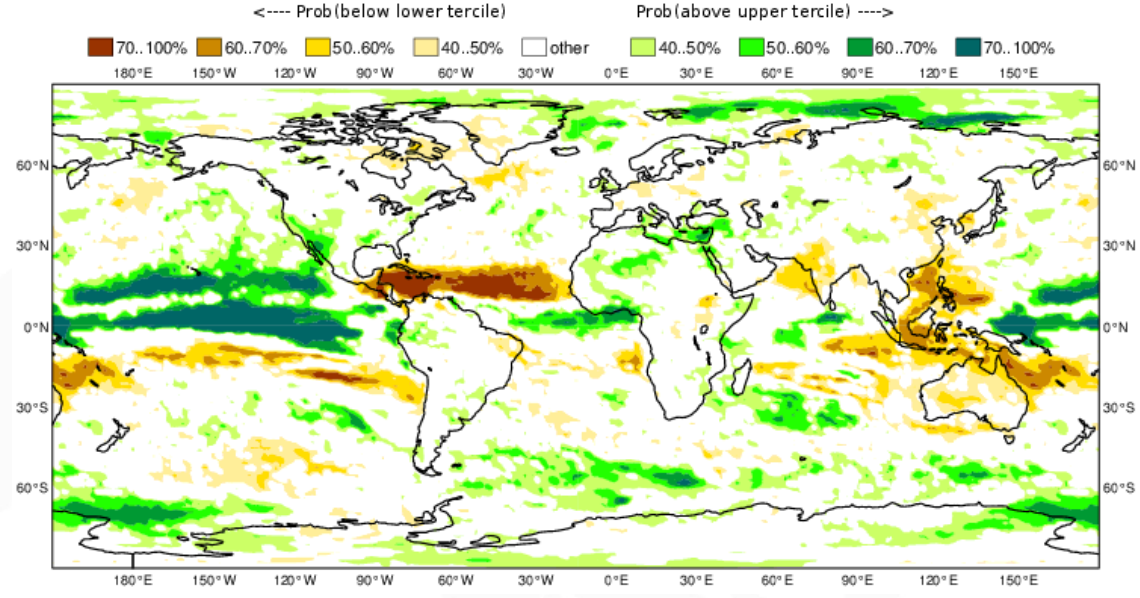 <---- Prob(below lower tercile) Prob(above upper tercile) ---->
70..100% 60..70% 50..60% 40..50% other 40..50% 50..60% 60..70% 70..100%
180°E 150°W 120°W 90°W 60°W 30°W 0°E 30°E 60°E 90°E 120°E 150°E
60°N 60°N
30°N 30°N
0°N 0°N
30°S 30°S
60°S 60°S
180°E 150°W 120°W 90°W 60°W 30°W 0°E 30°E 60°E 90°E 120°E 150°E